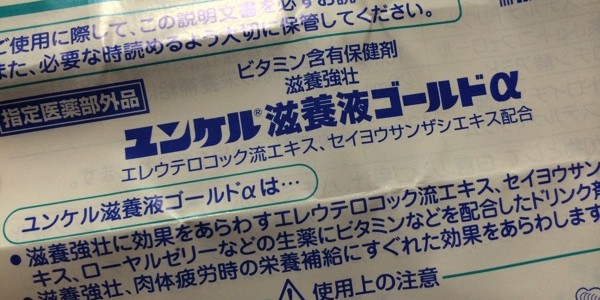 ご使用に際して、この説明文書を必ずお読
また、必要な時読めるよう大切に保管してください。
ビタミン含有保健剤
滋養強壮
指定医薬部外品
ユンケル® 滋養液ゴールドα
エレウテロコック流エキス、セイヨウサンザシエキス配合
ユンケル滋養液ゴールドαは…
●滋養強壮に効果をあらわすエレウテロコック流エキス、セイヨウサン
キス、ローヤルゼリーなどの生薬にビタミンなどを配合したドリンク剤
●滋養強壮、肉体疲労時の栄養補給にすぐれた効果をあらわします
使用上の注意